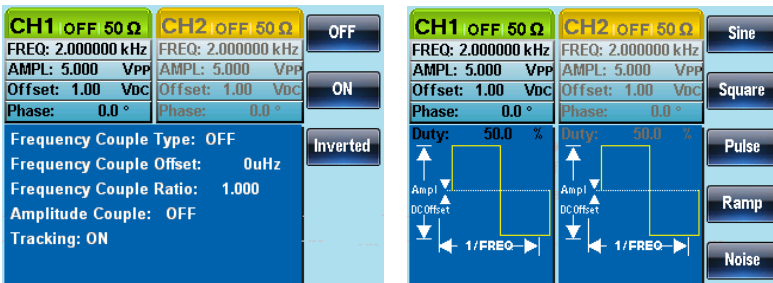 CH1 OFF 50 Ω CH2 OFF 50 Ω OFF
FREQ: 2.000000 kHz FREQ: 2.000000 kHz
AMPL: 5.000 VPP AMPL: 5.000 VPP
Offset: 1.00 VDC Offset: 1.00 VDC ON
Phase: 0.0 ° Phase: 0.0 °
Frequency Couple Type: OFF Inverted
Frequency Couple Offset: 0uHz
Frequency Couple Ratio: 1.000
Amplitude Couple: OFF
Tracking: ON
CH1 OFF 50 Ω CH2 OFF 50 Ω Sine
FREQ: 2.000000 kHz FREQ: 2.000000 kHz
AMPL: 5.000 VPP AMPL: 5.000 VPP
Offset: 1.00 VDC Offset: 1.00 VDC Square
Phase: 0.0 ° Phase: 0.0 °
Duty: 50.0 % Duty: 50.0 % Pulse
Ampl Ampl Ramp
DC Offset DC Offset
1/FREQ 1/FREQ Noise